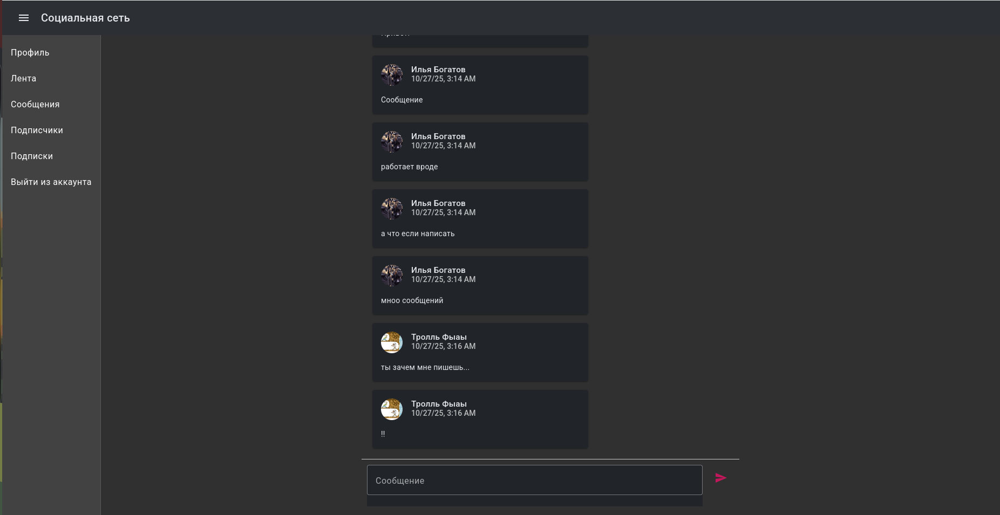 Социальная сеть
Профиль
Лента
Сообщения
Подписчики
Подписки
Выйти из аккаунта
Илья Богатов
10/27/25, 3:14 AM
Сообщение
Илья Богатов
10/27/25, 3:14 AM
работает вроде
Илья Богатов
10/27/25, 3:14 AM
а что если написать
Илья Богатов
10/27/25, 3:14 AM
мноо сообщений
Тролль Фыаы
10/27/25, 3:16 AM
ты зачем мне пишешь...
Тролль Фыаы
10/27/25, 3:16 AM
!!
Сообщение